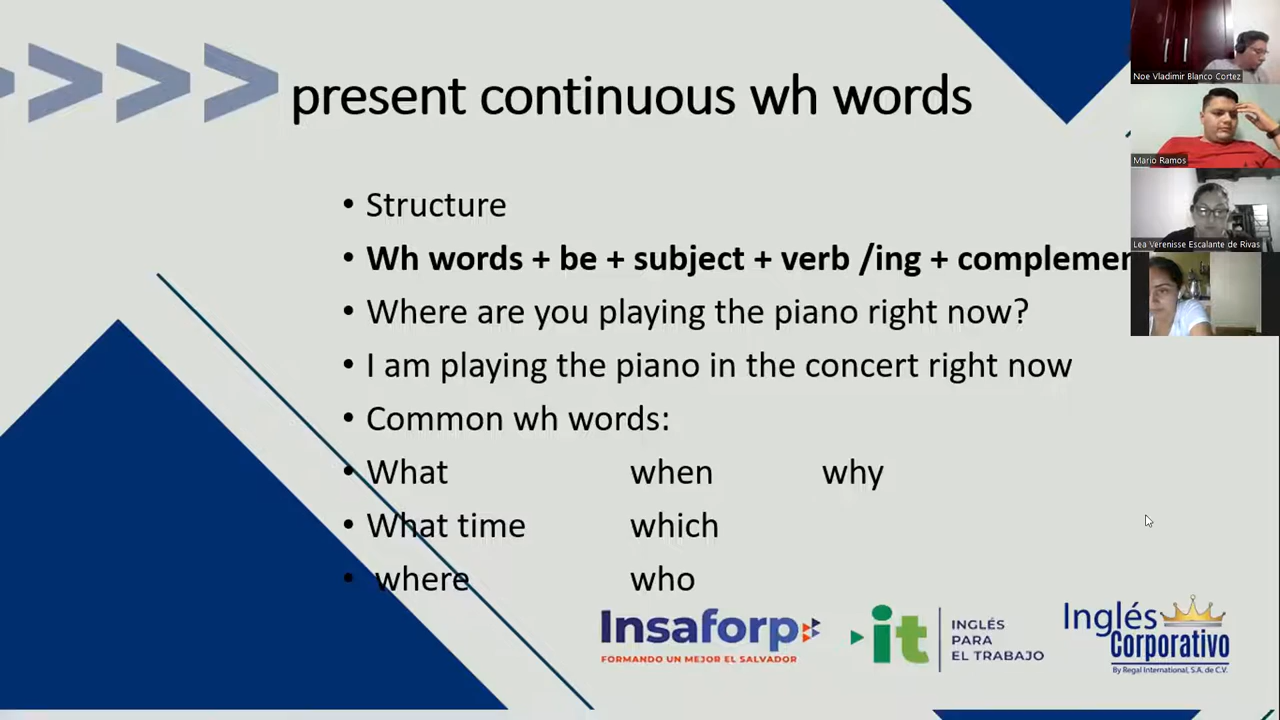 present continuous wh words
• Structure
• Wh words + be + subject + verb /ing + complemen
• Where are you playing the piano right now?
• I am playing the piano in the concert right now
• Common wh words:
• What when why
• What time which
• where who
Insaforp
FORMANDO UN MEJOR EL SALVADOR
it
INGLÉS
PARA
EL TRABAJO
Inglés
Corporativo
By Regal International, S.A. de C.V.
Noe Vladimir Blanco Cortez
Mario Ramos
Lea Verenisse Escalante de Rivas